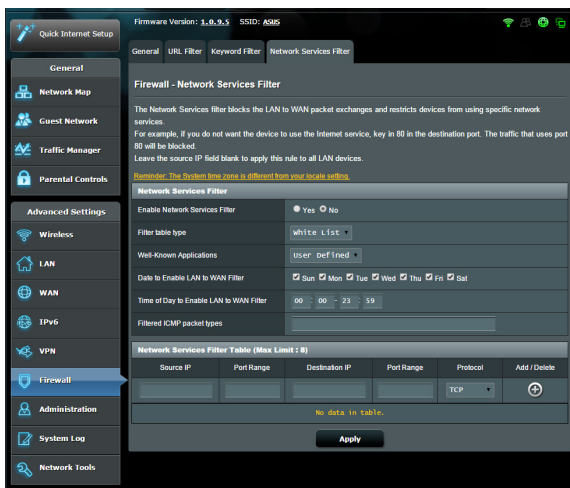 Firmware Version: 1.0.9.5 SSID: ASUS
Quick Internet Setup
General
Network Map
Guest Network
Traffic Manager
Parental Controls
Advanced Settings
Wireless
LAN
WAN
IPv6
VPN
Firewall
Administration
System Log
Network Tools
General URL Filter Keyword Filter Network Services Filter
Firewall - Network Services Filter
The Network Services filter blocks the LAN to WAN packet exchanges and restricts devices from using specific network
services.
For example, if you do not want the device to use the Internet service, key in 80 in the destination port. The traffic that uses port
80 will be blocked.
Leave the source IP field blank to apply this rule to all LAN devices.
Reminder: The System time zone is different from your locale setting.
Network Services Filter
Enable Network Services Filter Yes No
Filter table type White List
Well-Known Applications User Defined
Date to Enable LAN to WAN Filter Sun Mon Tue Wed Thu Fri Sat
Time of Day to Enable LAN to WAN Filter 00 : 00 - 23 : 59
Filtered ICMP packet types
Network Services Filter Table (Max Limit : 8)
Source IP Port Range Destination IP Port Range Protocol Add / Delete
TCP
No data in table.
Apply